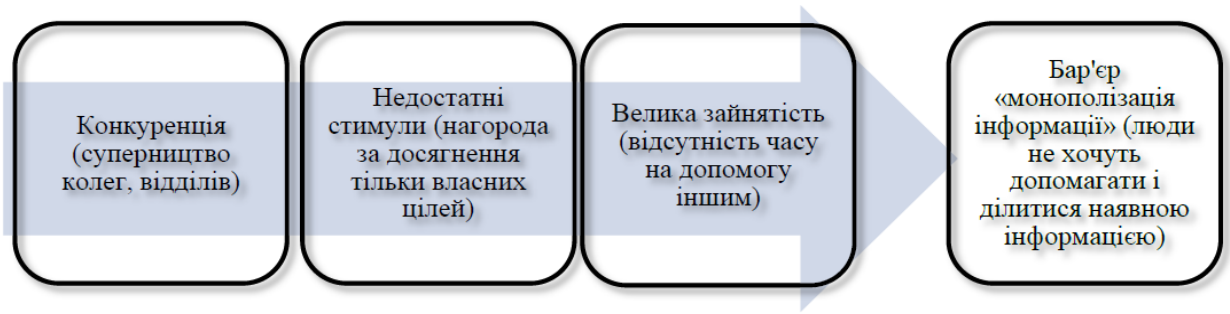 Конкуренція
(суперництво
колег, відділів)
Недостатні
стимули (нагорода
за досягнення
тільки власних
цілей)
Велика зайнятість
(відсутність часу
на допомогу
іншим)
Бар'єр
«монополізація
інформації» (люди
не хочуть
допомагати і
ділитися наявною
інформацією)